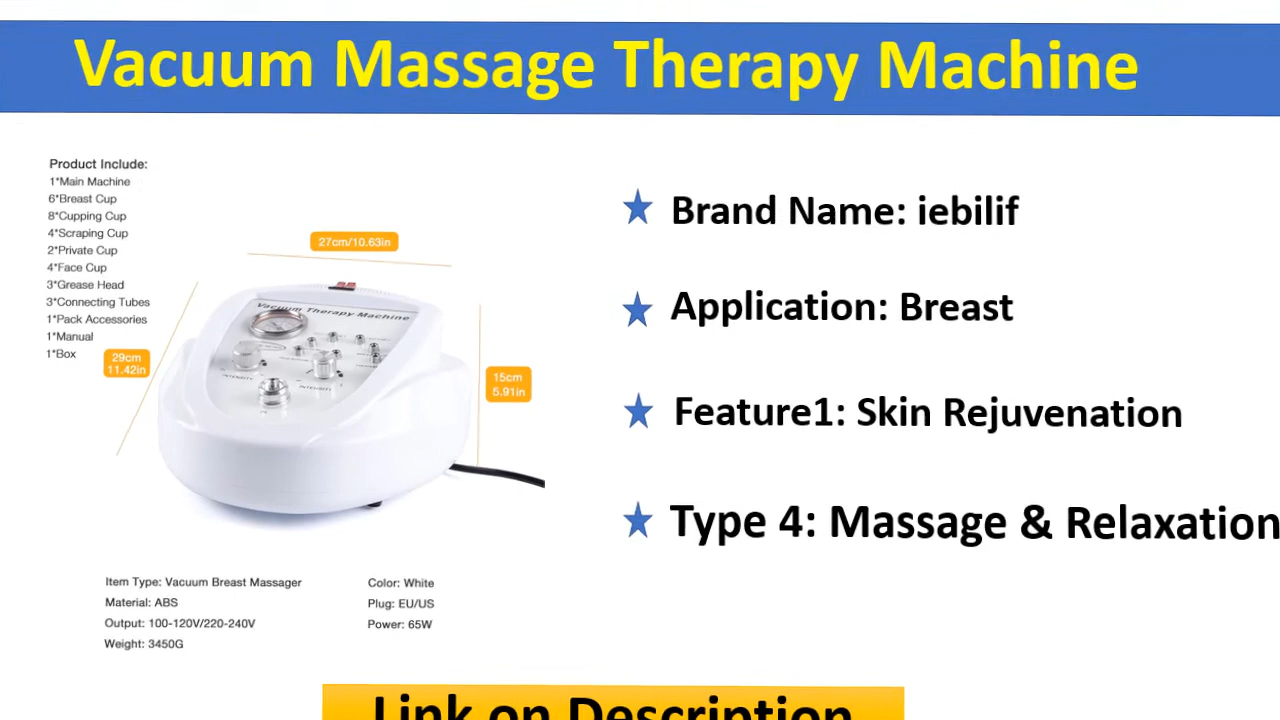 Vacuum Massage Therapy Machine
Product Include:
1*Main Machine
6*Breast Cup
8*Cupping Cup
4*Scraping Cup
2*Private Cup
4*Face Cup
3*Grease Head
3*Connecting Tubes
1*Pack Accessories
1*Manual
1*Box
27cm/10.63in
29cm
11.42in
15cm
5.91in
Vacuum Therapy Machine
INTENSITY
INTENSITY
Item Type: Vacuum Breast Massager
Material: ABS
Output: 100-120V/220-240V
Weight: 3450G
Color: White
Plug: EU/US
Power: 65W
Brand Name: iebilif
Application: Breast
Feature1: Skin Rejuvenation
Type 4: Massage & Relaxation
Link on Description